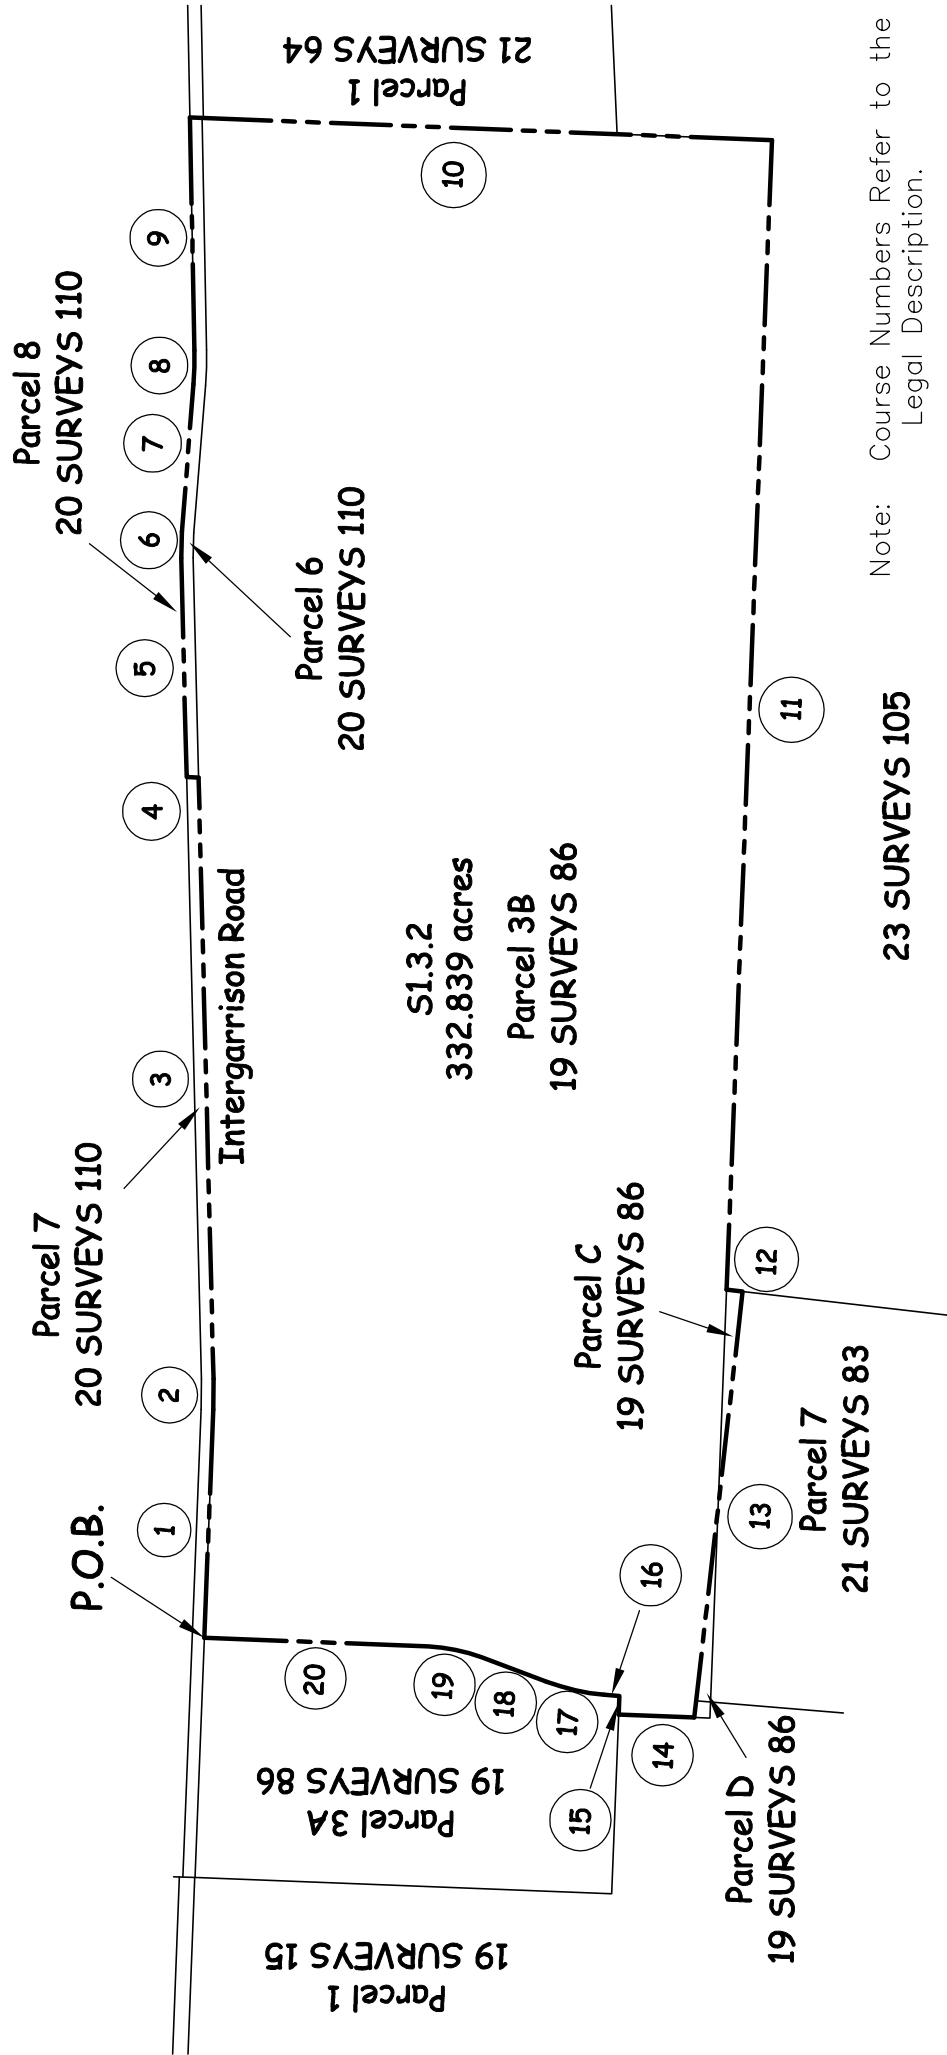 P.O.B.
Parcel 7
20 SURVEYS 110
Parcel 8
20 SURVEYS 110
1
2
3
4
5
6
7
8
9
Intergarrison Road
Parcel 6
20 SURVEYS 110
Parcel 1
21 SURVEYS 64
10
S1.3.2
332.839 acres
Parcel 3B
19 SURVEYS 86
20
19
18
17
16
15
14
Parcel 3A
19 SURVEYS 86
Parcel 1
19 SURVEYS 15
Parcel C
19 SURVEYS 86
11
12
13
Parcel D
19 SURVEYS 86
Parcel 7
21 SURVEYS 83
23 SURVEYS 105
Note: Course Numbers Refer to the
Legal Description.